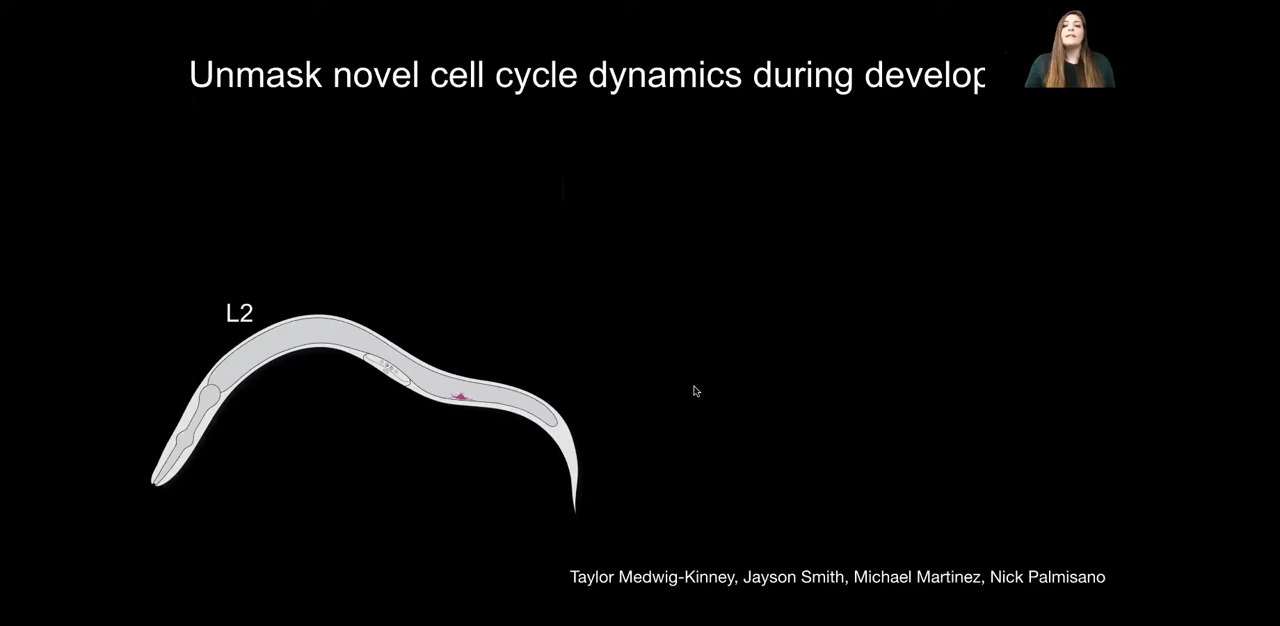 Unmask novel cell cycle dynamics during develop
L2
Taylor Medwig-Kinney, Jayson Smith, Michael Martinez, Nick Palmisano